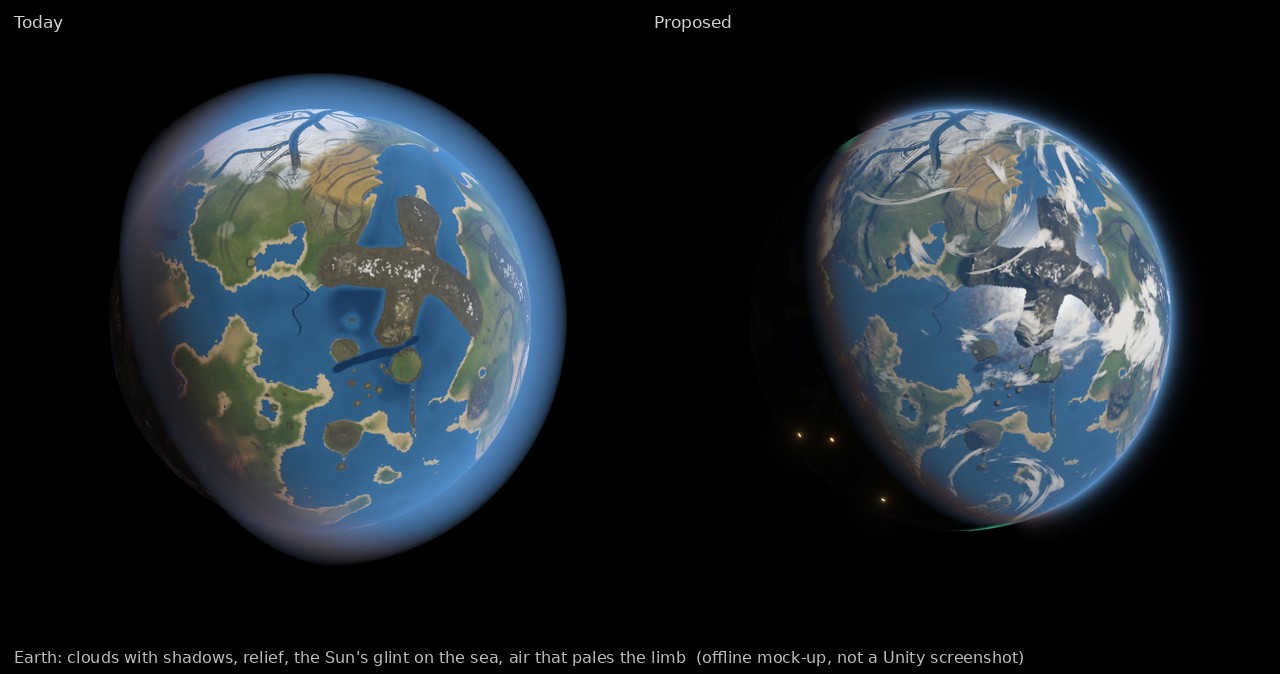 Today
Proposed
Earth: clouds with shadows, relief, the Sun's glint on the sea, air that pales the limb  (offline mock-up, not a Unity screenshot)